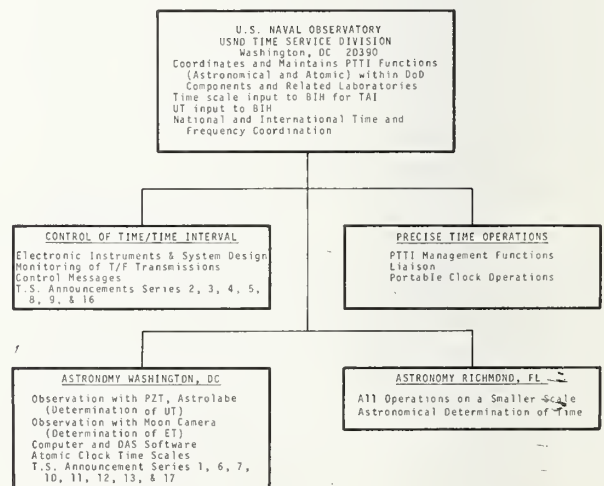 U.S. NAVAL OBSERVATORY
USNO TIME SERVICE DIVISION
Washington, DC 20390
Coordinates and Maintains PTTI Functions
(Astronomical and Atomic) within DoD
Components and Related Laboratories
Time scale input to BIH for TAI
UT input to BIH
National and International Time and
Frequency Coordination
CONTROL OF TIME/TIME INTERVAL
Electronic Instruments & System Design
Monitoring of T/F Transmissions
Control Messages
T.S. Announcements Series 2, 3, 4, 5,
8, 9, & 16
PRECISE TIME OPERATIONS
PTTI Management Functions
Liaison
Portable Clock Operations
ASTRONOMY WASHINGTON, DC
Observation with PZT, Astrolabe
(Determination of UT)
Observation with Moon Camera
(Determination of ET)
Computer and DAS Software
Atomic Clock Time Scales
T.S. Announcement Series 1, 6, 7,
10, 11, 12, 13, & 17
ASTRONOMY RICHMOND, FL
All Operations on a Smaller Scale
Astronomical Determination of Time